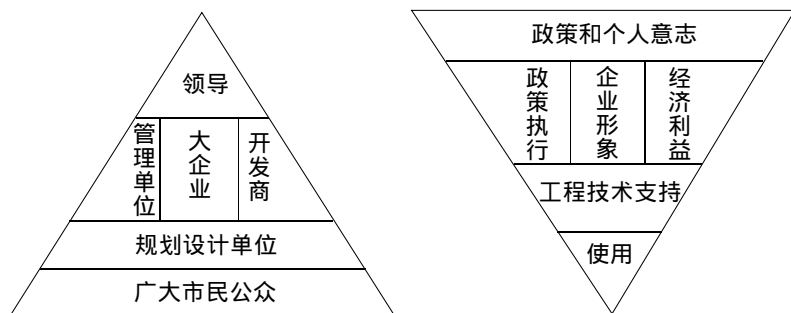 领导
管理单位
大企业
开发商
规划设计单位
广大市民公众
政策和个人意志
政策执行
企业形象
经济利益
工程技术支持
使用